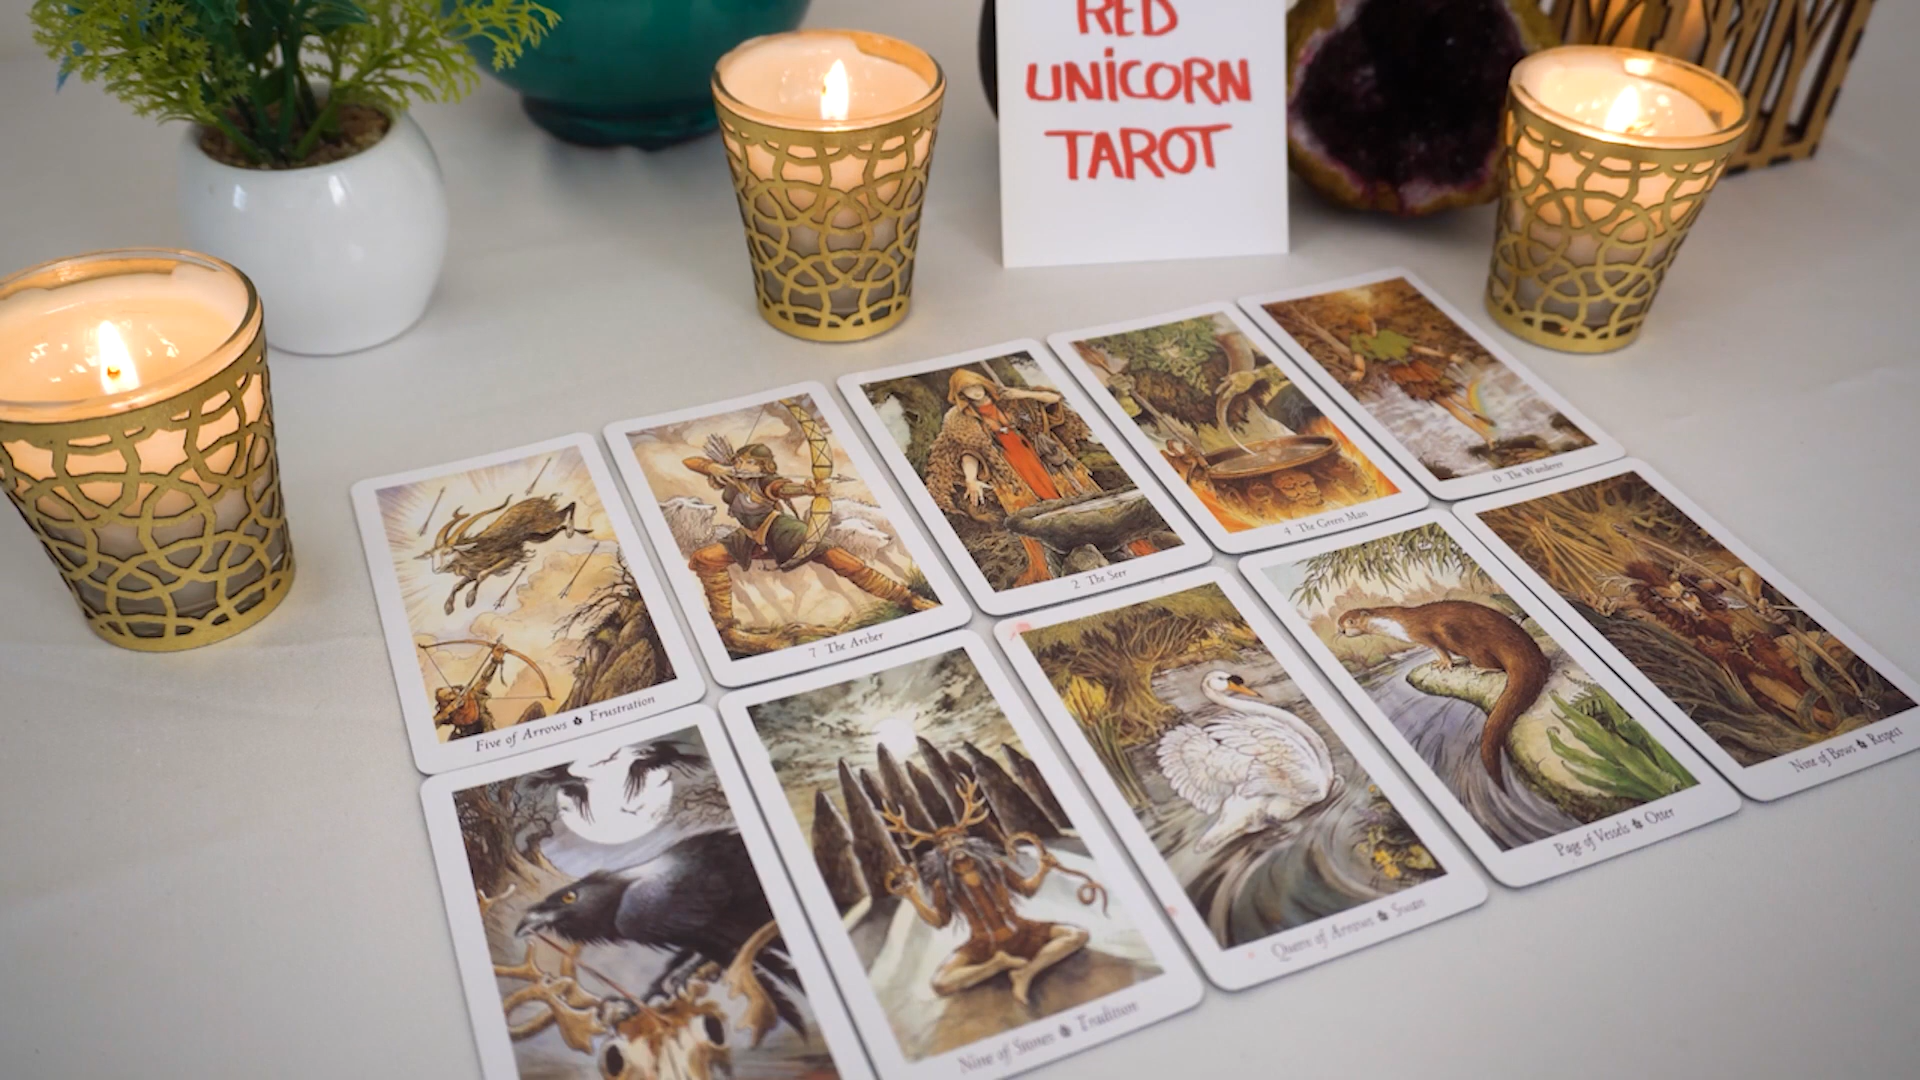 RED
UNICORN
TAROT
Five of Arrows Frustration
7 The Archer
2 The Seer
4 The Green Man
0 The Wanderer
Nine of Stones Tradition
Queen of Arrows Swan
Page of Vessels Otter
Nine of Bows Respect